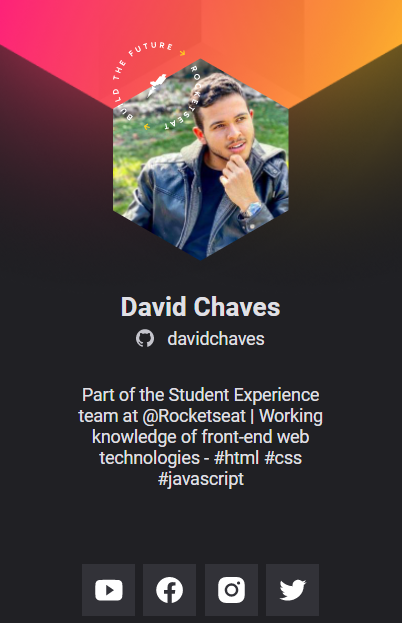 BUILD THE FUTURE → ROCKETSEAT →
David Chaves
davidchaves
Part of the Student Experience
team at @Rocketseat | Working
knowledge of front-end web
technologies - #html #css
#javascript